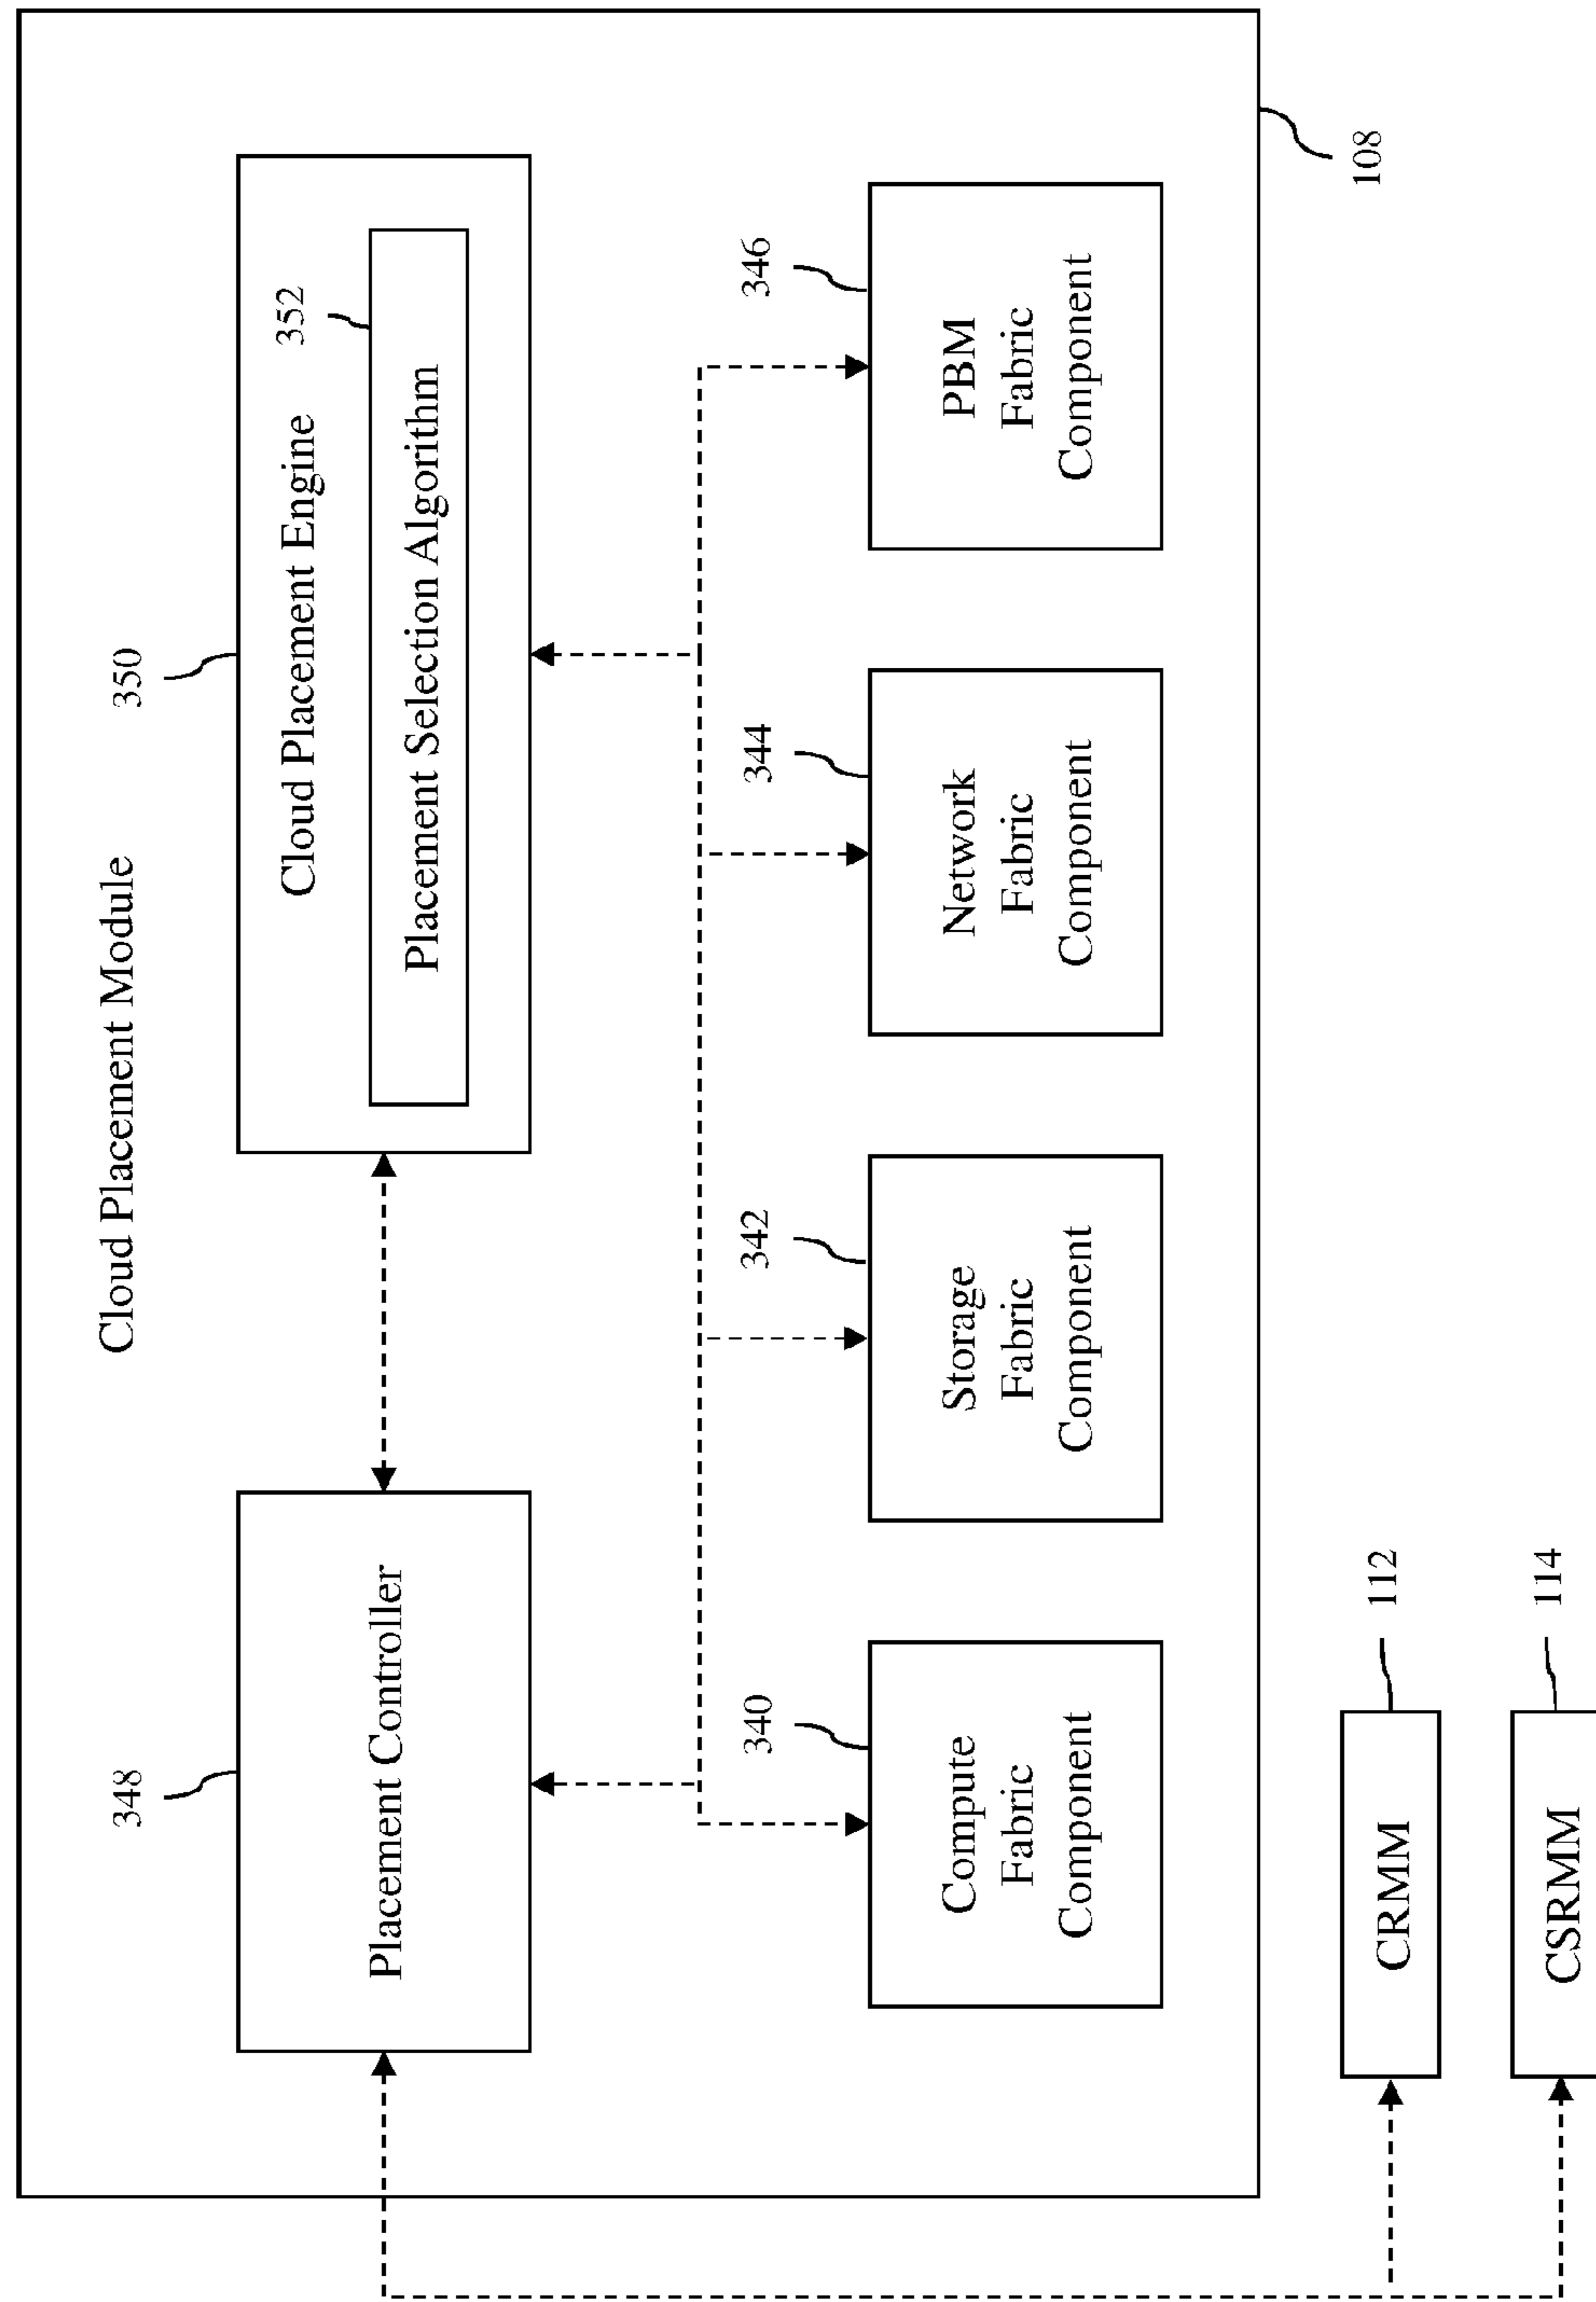 Cloud Placement Module
348
350
Placement Controller
Cloud Placement Engine
352
Placement Selection Algorithm
340
342
344
346
Compute
Fabric
Component
Storage
Fabric
Component
Network
Fabric
Component
PBM
Fabric
Component
108
CRMM
112
CSRMM
114